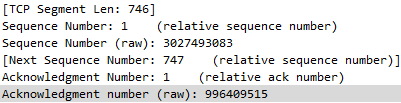 [TCP Segment Len: 746]
Sequence Number: 1    (relative sequence number)
Sequence Number (raw): 3027493083
[Next Sequence Number: 747    (relative sequence number)]
Acknowledgment Number: 1    (relative ack number)
Acknowledgment number (raw): 996409515